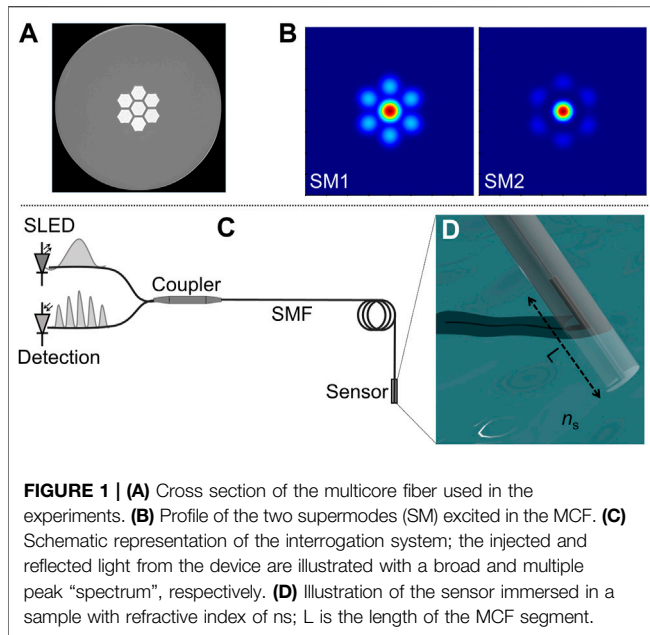 A
B
SM1
SM2
SLED
C
D
Coupler
SMF
Detection
Sensor
L
nₛ
FIGURE 1 | (A) Cross section of the multicore fiber used in the
experiments. (B) Profile of the two supermodes (SM) excited in the MCF. (C)
Schematic representation of the interrogation system; the injected and
reflected light from the device are illustrated with a broad and multiple
peak “spectrum”, respectively. (D) Illustration of the sensor immersed in a
sample with refractive index of ns; L is the length of the MCF segment.